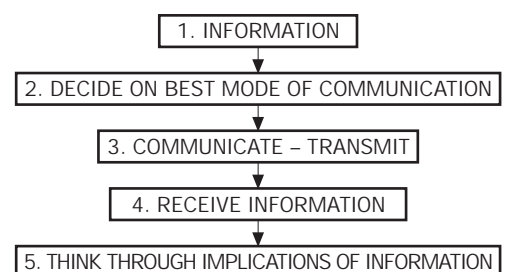 1. INFORMATION
2. DECIDE ON BEST MODE OF COMMUNICATION
3. COMMUNICATE – TRANSMIT
4. RECEIVE INFORMATION
5. THINK THROUGH IMPLICATIONS OF INFORMATION